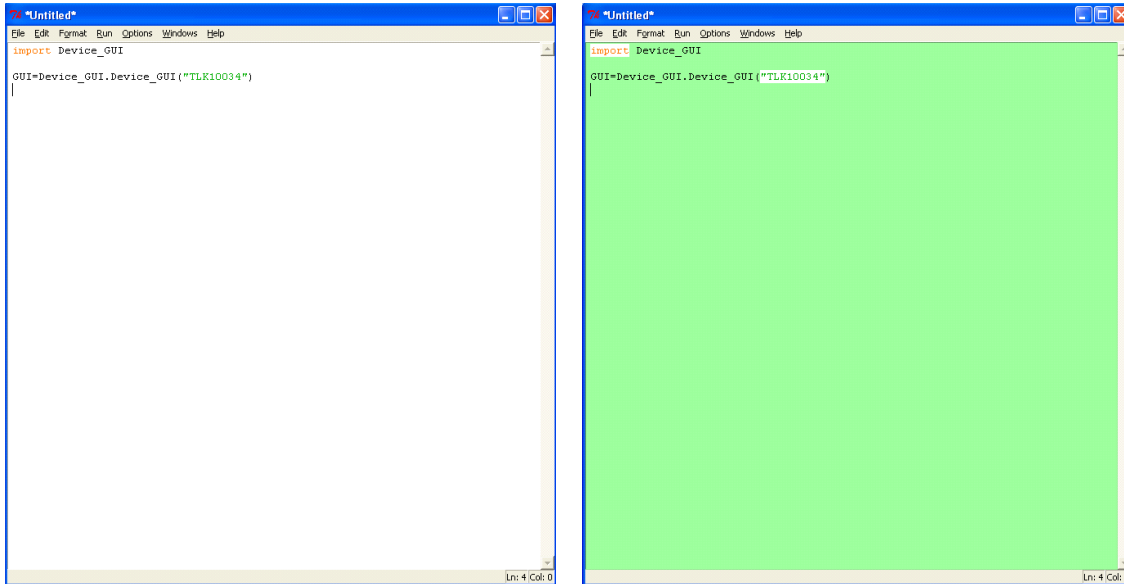 *Untitled*
File Edit Format Run Options Windows Help
import Device_GUI
GUI=Device_GUI.Device_GUI("TLK10034")
Ln: 4 Col: 0
*Untitled*
File Edit Format Run Options Windows Help
import Device_GUI
GUI=Device_GUI.Device_GUI("TLK10034")
Ln: 4 Col: